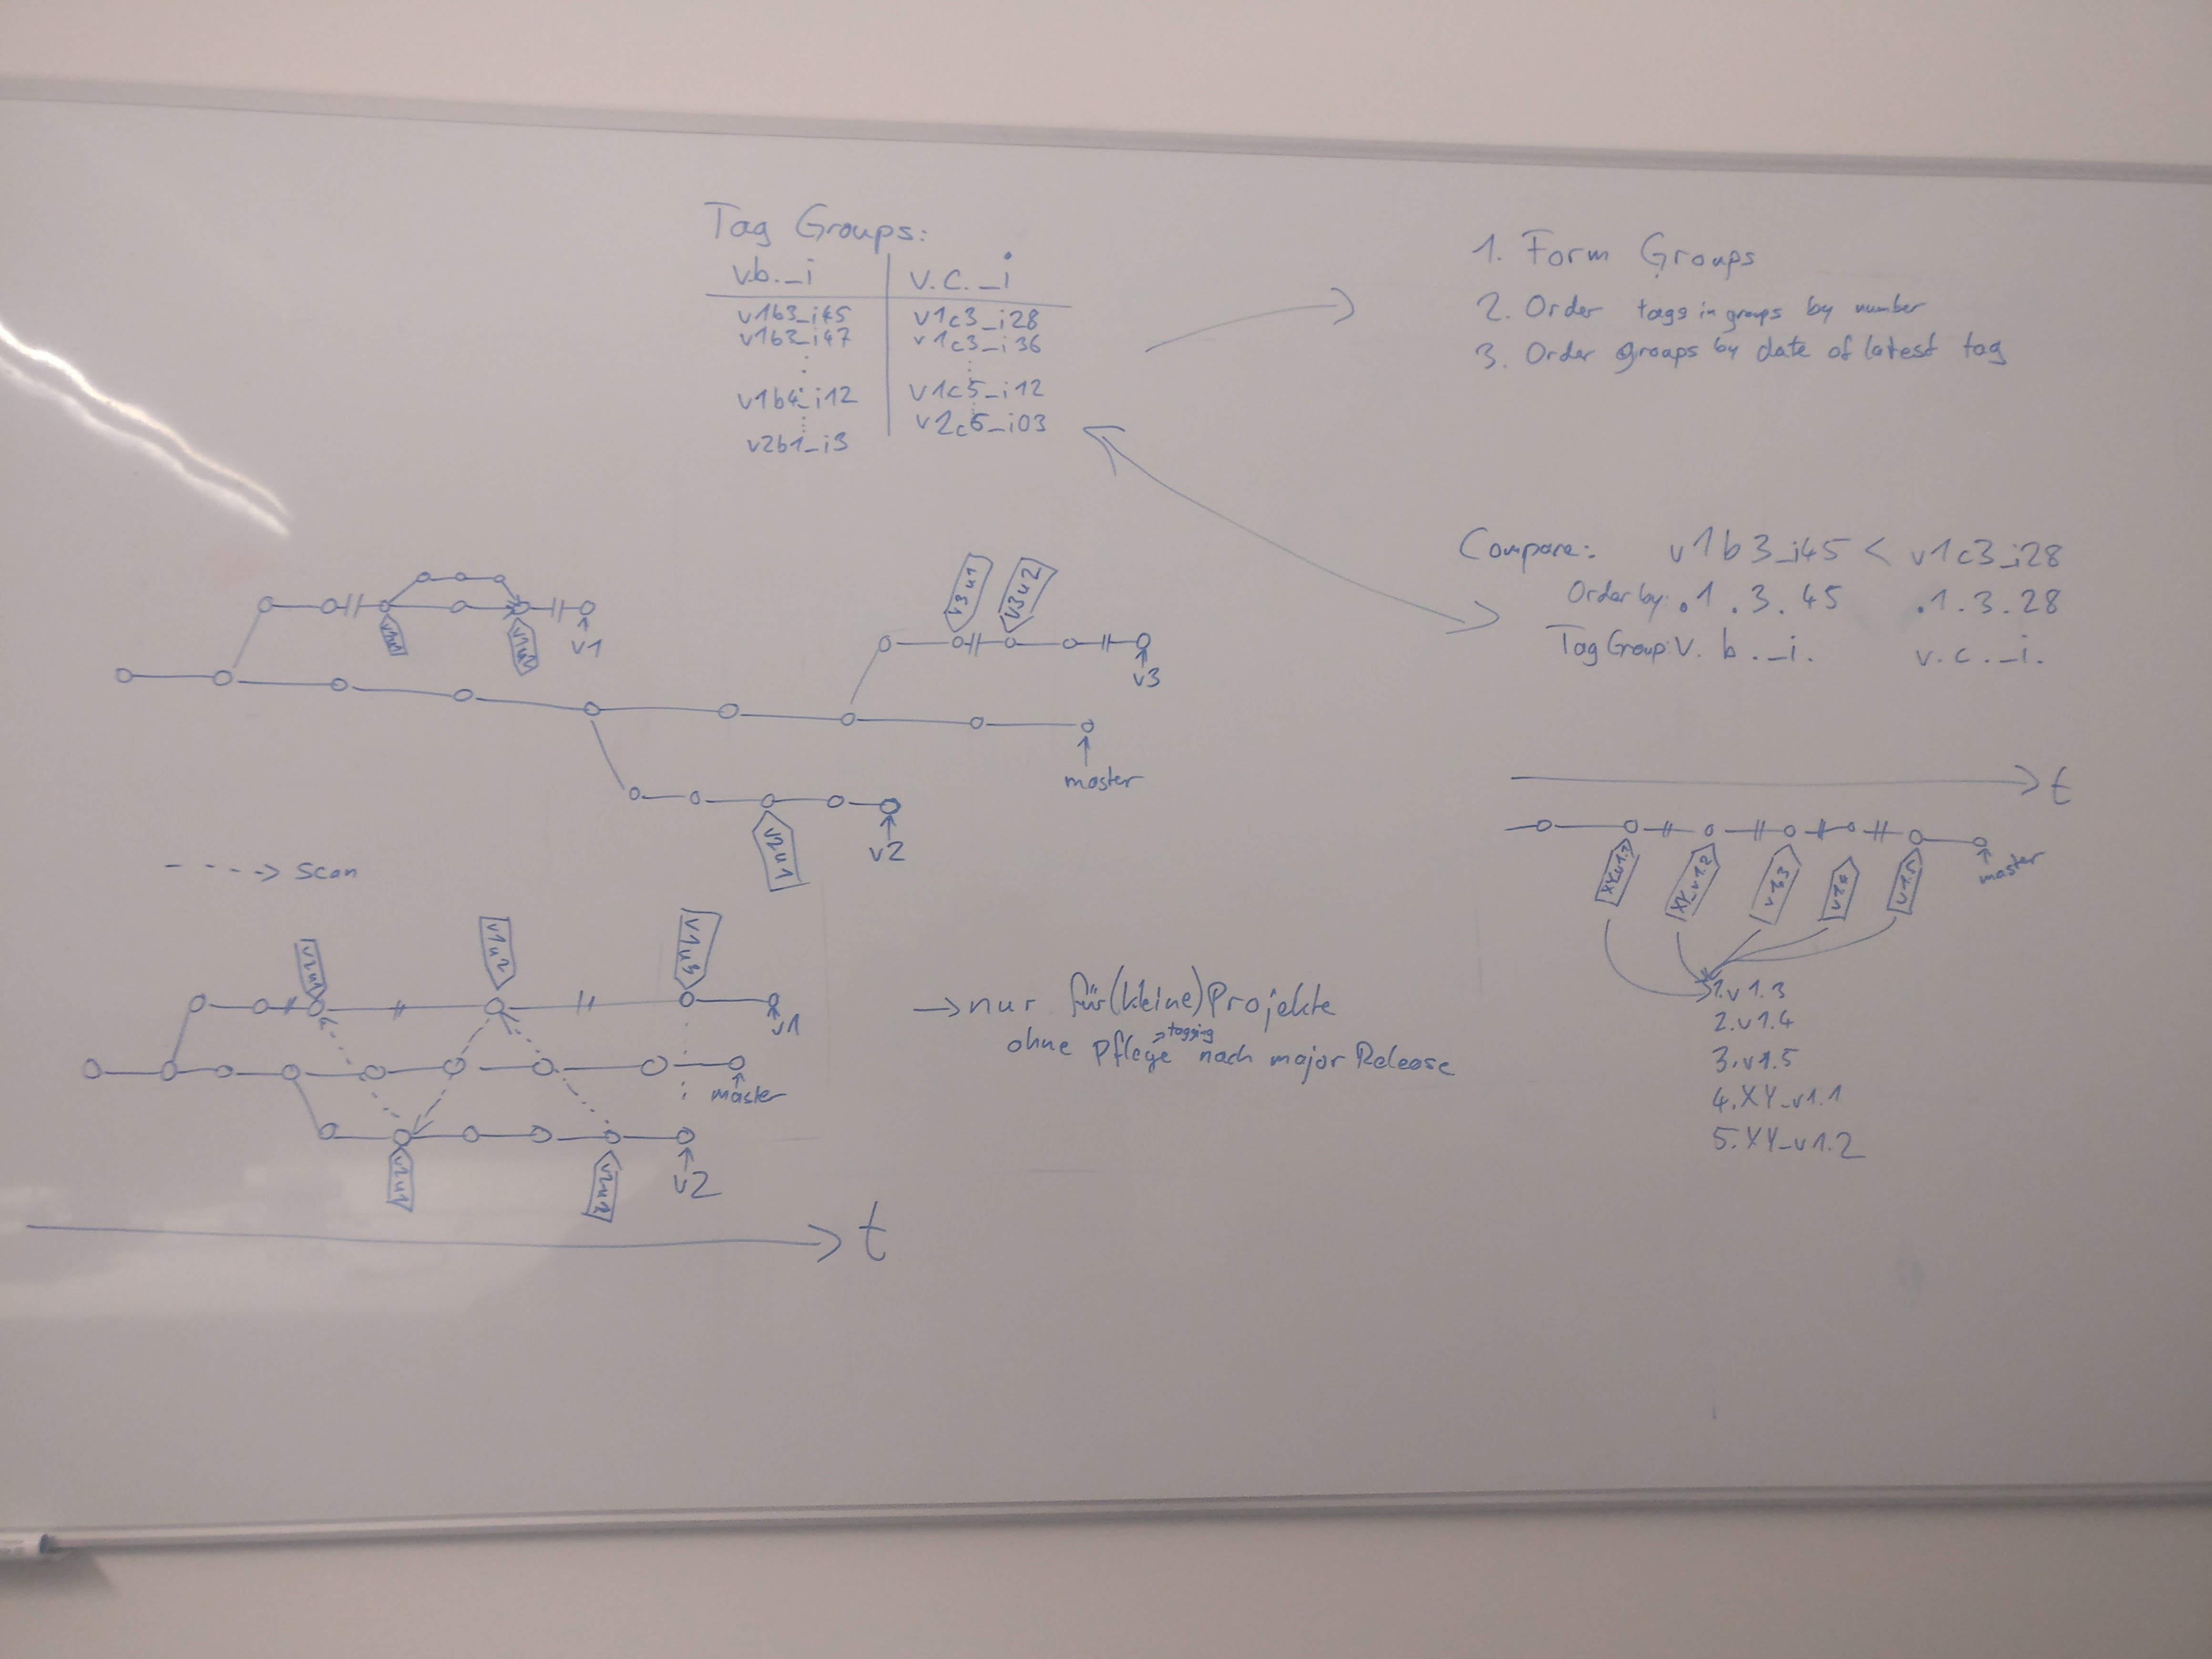 Tag Groups:
v.b._i v.c._i
v1b3_i45 v1c3_i28
v1b3_i47 v1c3_i36
v1b4_i12 v1c5_i12
v2b1_i3 v2c6_i03
1. Form Groups
2. Order tags in groups by number
3. Order groups by date of latest tag
Compare: v1b3_i45 < v1c3_i28
Order by: .1.3.45 .1.3.28
Tag Group: v.b._i. v.c._i.
v1
v3u1
v3u2
v3
master
v2u1
v2
----> scan
v1u2
v1u3
v1
master
v2u1
v2u2
v2
t
→ nur für (kleine) Projekte
ohne Pflege → tagging nach major Release
t
XY_v1.1
XY_v1.2
v1.3
v1.4
v1.5
master
1. v1.3
2. v1.4
3. v1.5
4. XY_v1.1
5. XY_v1.2